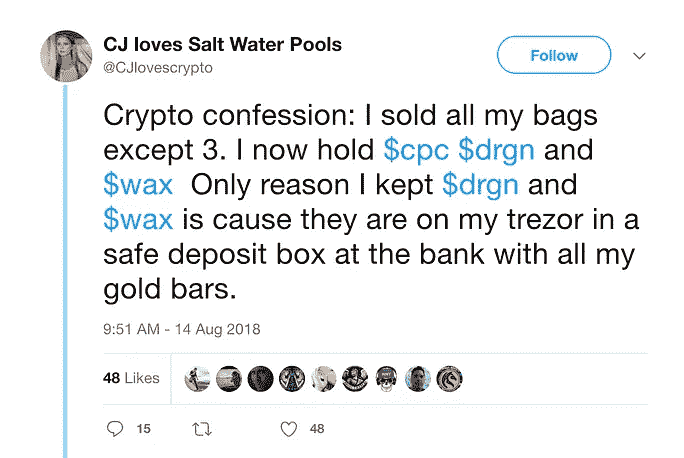 CJ loves Salt Water Pools
@CJlovescrypto
Follow
Crypto confession: I sold all my bags
except 3. I now hold $cpc $drgn and
$wax  Only reason I kept $drgn and
$wax is cause they are on my trezor in a
safe deposit box at the bank with all my
gold bars.
9:51 AM - 14 Aug 2018
48 Likes
15
48